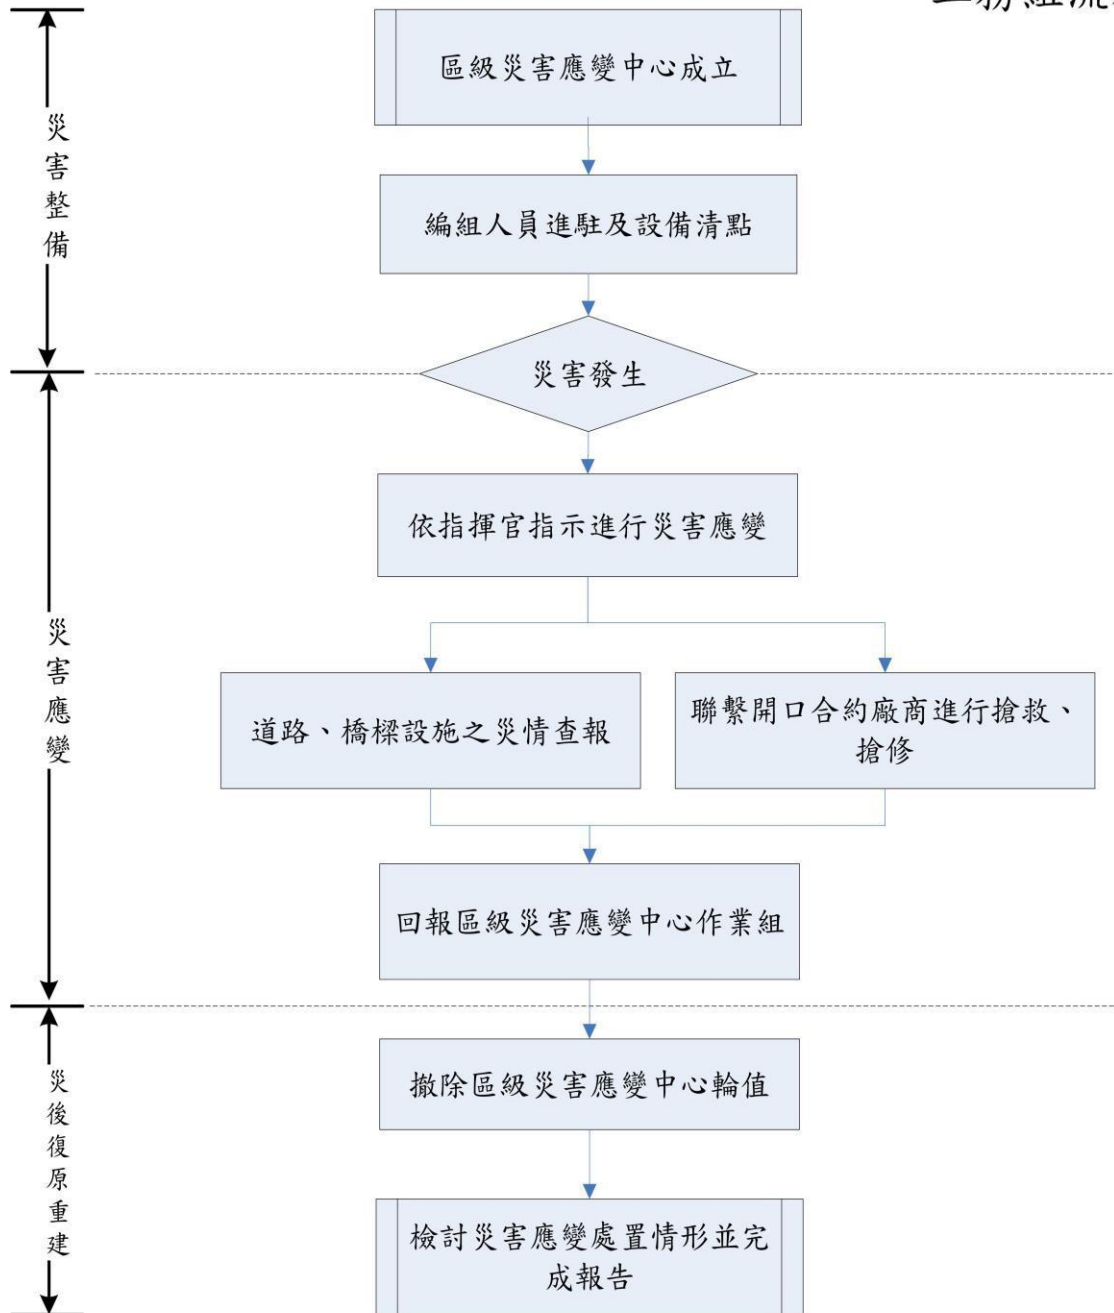 區級災害應變中心成立
災害整備
編組人員進駐及設備清點
災害發生
依指揮官指示進行災害應變
災害應變
道路、橋樑設施之災情查報
聯繫開口合約廠商進行搶救、
搶修
回報區級災害應變中心作業組
災後復原重建
撤除區級災害應變中心輪值
檢討災害應變處置情形並完
成報告